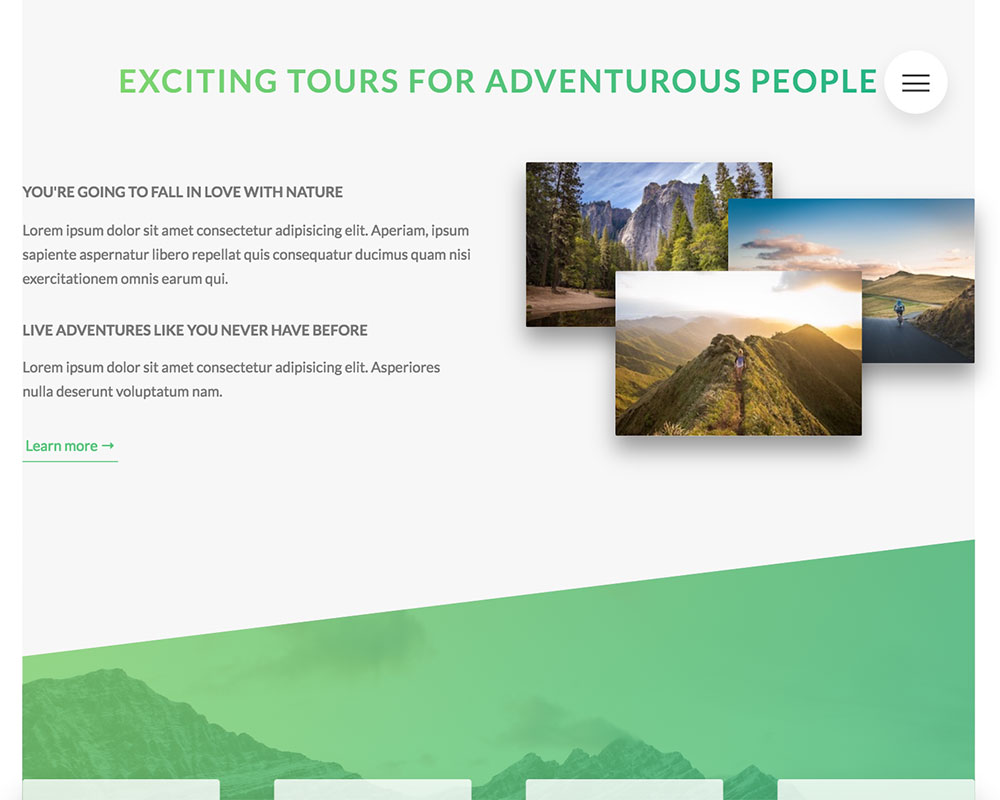 EXCITING TOURS FOR ADVENTUROUS PEOPLE
YOU'RE GOING TO FALL IN LOVE WITH NATURE
Lorem ipsum dolor sit amet consectetur adipisicing elit. Aperiam, ipsum
sapiente aspernatur libero repellat quis consequatur ducimus quam nisi
exercitationem omnis earum qui.
LIVE ADVENTURES LIKE YOU NEVER HAVE BEFORE
Lorem ipsum dolor sit amet consectetur adipisicing elit. Asperiores
nulla deserunt voluptatum nam.
Learn more →